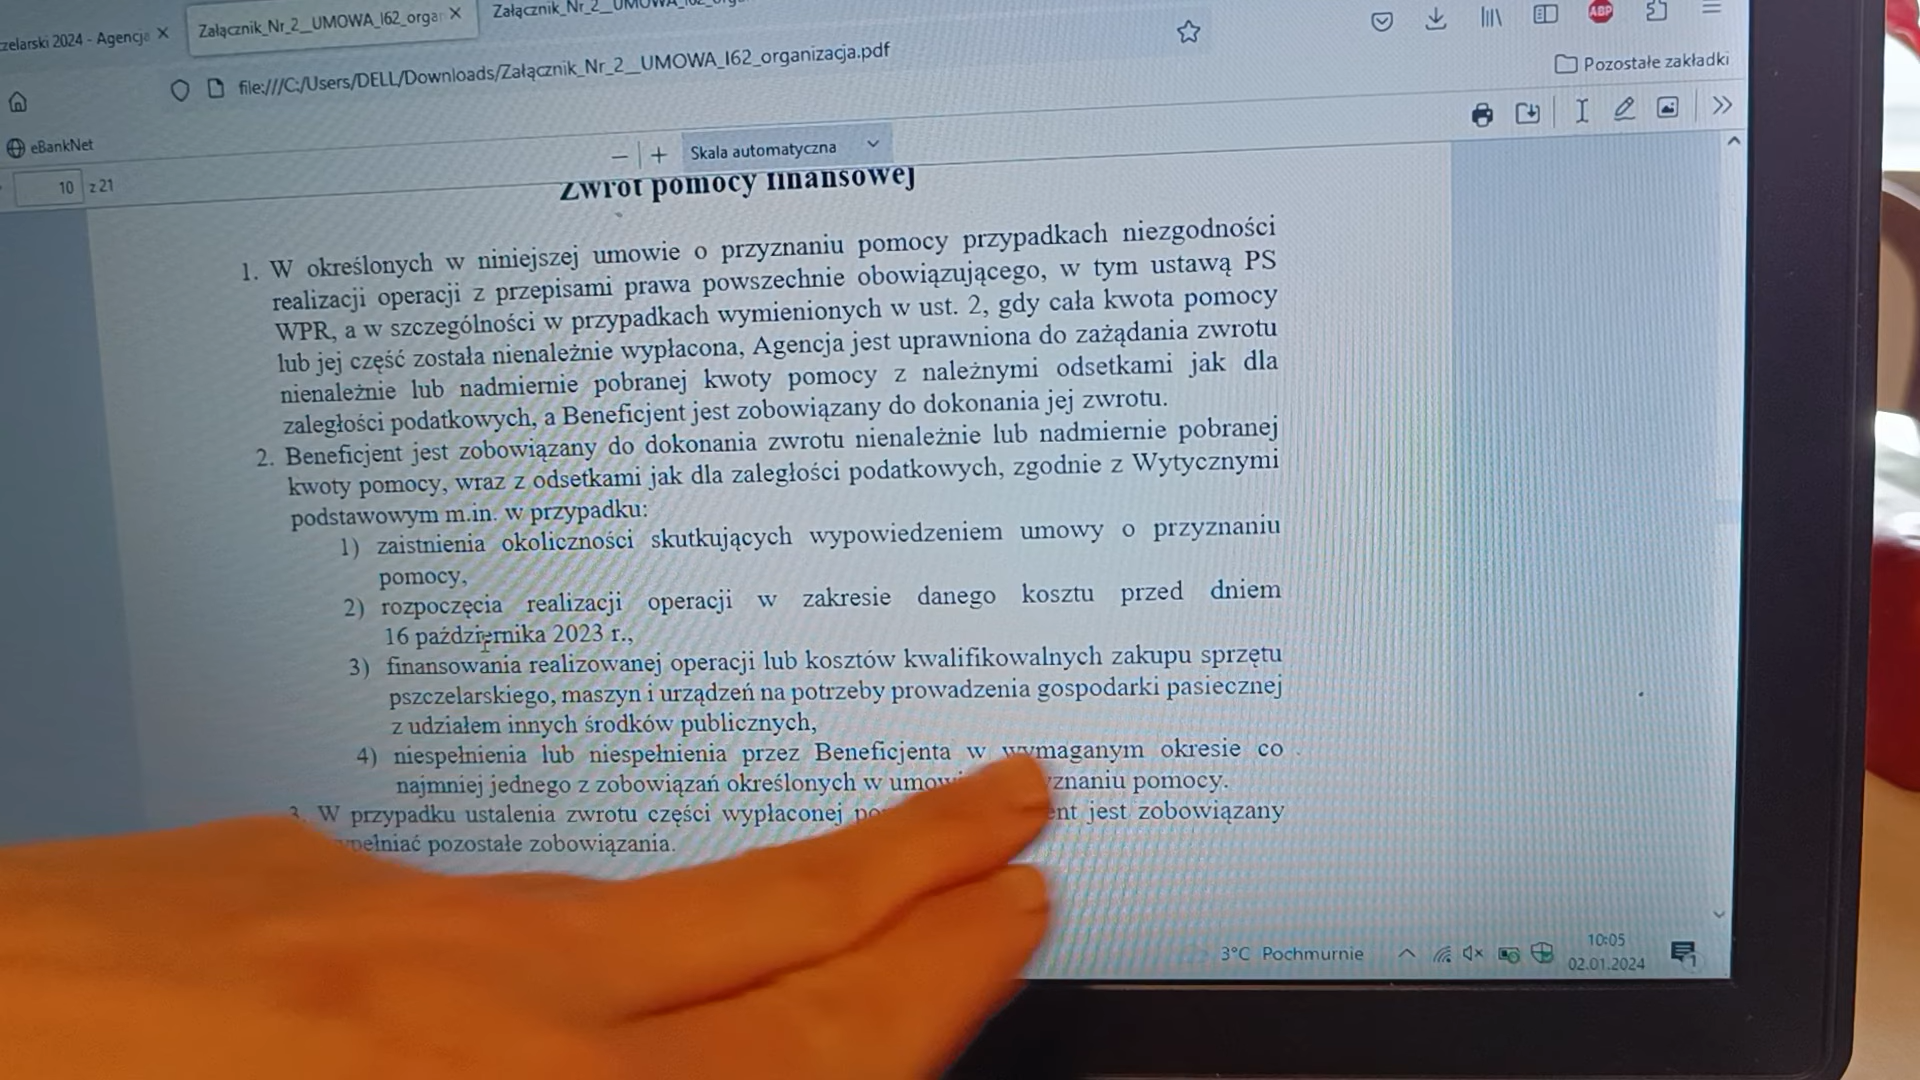 zelarski 2024 - Agencja
Załącznik_Nr_2__UMOWA_I62_organ
Załącznik_Nr_2__UMOWA_I62_organ
file:///C:/Users/DELL/Downloads/Załącznik_Nr_2__UMOWA_I62_organizacja.pdf
ABP
Pozostałe zakładki
eBankNet
Skala automatyczna
10 z 21
Zwrot pomocy finansowej
1. W określonych w niniejszej umowie o przyznaniu pomocy przypadkach niezgodności
realizacji operacji z przepisami prawa powszechnie obowiązującego, w tym ustawą PS
WPR, a w szczególności w przypadkach wymienionych w ust. 2, gdy cała kwota pomocy
lub jej część została nienależnie wypłacona, Agencja jest uprawniona do zażądania zwrotu
nienależnie lub nadmiernie pobranej kwoty pomocy z należnymi odsetkami jak dla
zaległości podatkowych, a Beneficjent jest zobowiązany do dokonania jej zwrotu.
2. Beneficjent jest zobowiązany do dokonania zwrotu nienależnie lub nadmiernie pobranej
kwoty pomocy, wraz z odsetkami jak dla zaległości podatkowych, zgodnie z Wytycznymi
podstawowym m.in. w przypadku:
1) zaistnienia okoliczności skutkujących wypowiedzeniem umowy o przyznaniu
pomocy,
2) rozpoczęcia realizacji operacji w zakresie danego kosztu przed dniem
16 października 2023 r.,
3) finansowania realizowanej operacji lub kosztów kwalifikowalnych zakupu sprzętu
pszczelarskiego, maszyn i urządzeń na potrzeby prowadzenia gospodarki pasiecznej
z udziałem innych środków publicznych,
4) niespełnienia lub niespełnienia przez Beneficjenta w wymaganym okresie co
najmniej jednego z zobowiązań określonych w umow znaniu pomocy.
3. W przypadku ustalenia zwrotu części wypłaconej po ent jest zobowiązany
pełniać pozostałe zobowiązania.
3°C Pochmurnie
10:05
02.01.2024
1